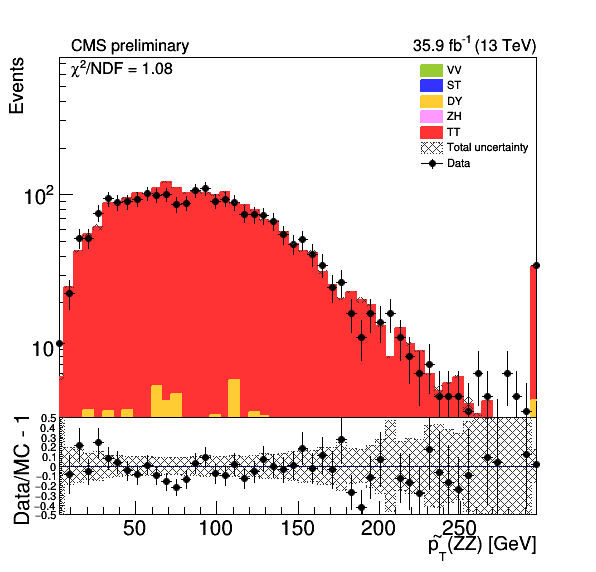 CMS preliminary
35.9 fb⁻¹ (13 TeV)
χ²/NDF = 1.08
Events
VV
ST
DY
ZH
TT
Total uncertainty
Data
10²
10
Data/MC - 1
0.5
0.4
0.3
0.2
0.1
0
−0.1
−0.2
−0.3
−0.4
−0.5
50 100 150 200 250
p̃_T(ZZ) [GeV]